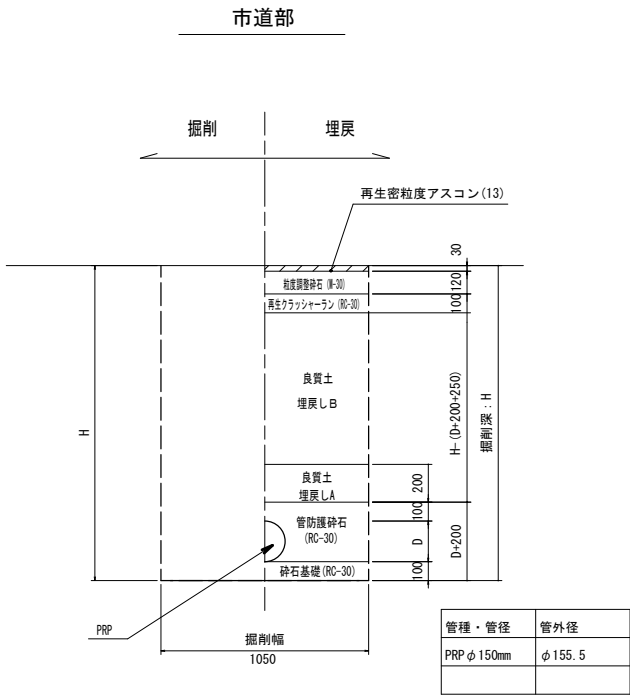 市道部
掘削
埋戻
再生密粒度アスコン(13)
30
粒度調整砕石(M-30)
120
再生クラッシャーラン(RC-30)
100
良質土
埋戻しB
H-(D+200+250)
掘削深:H
H
良質土
埋戻しA
200
100
管防護砕石
(RC-30)
D
D+200
砕石基礎(RC-30)
100
PRP
掘削幅
1050
管種・管径 管外径
PRPφ150mm φ155.5